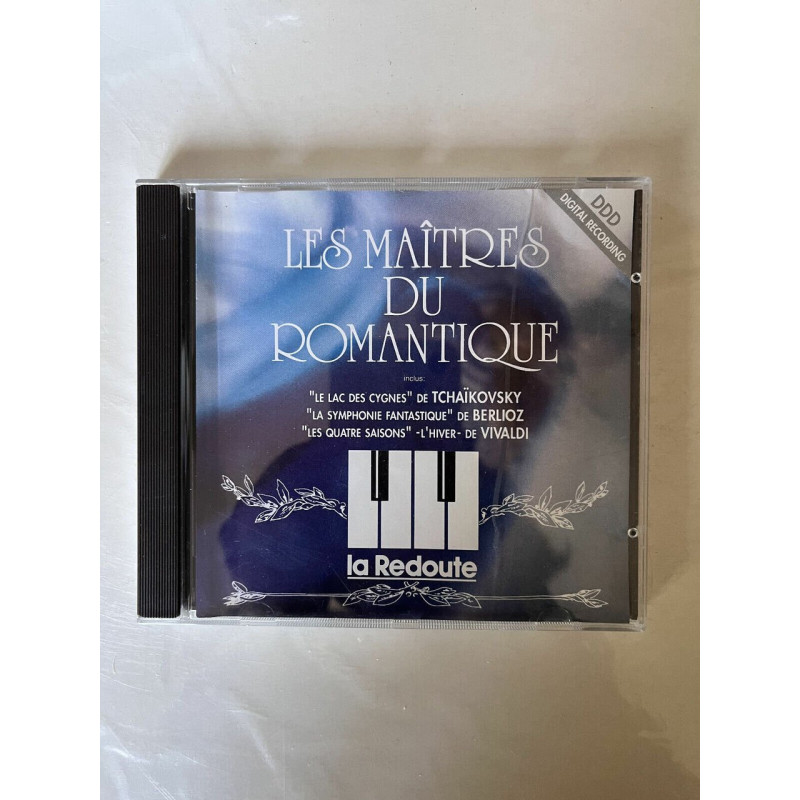 DDD
DIGITAL RECORDING
LES MAÎTRES
DU
ROMANTIQUE
inclus:
"LE LAC DES CYGNES" DE TCHAÏKOVSKY
"LA SYMPHONIE FANTASTIQUE" DE BERLIOZ
"LES QUATRE SAISONS" -L'HIVER- DE VIVALDI
la Redoute